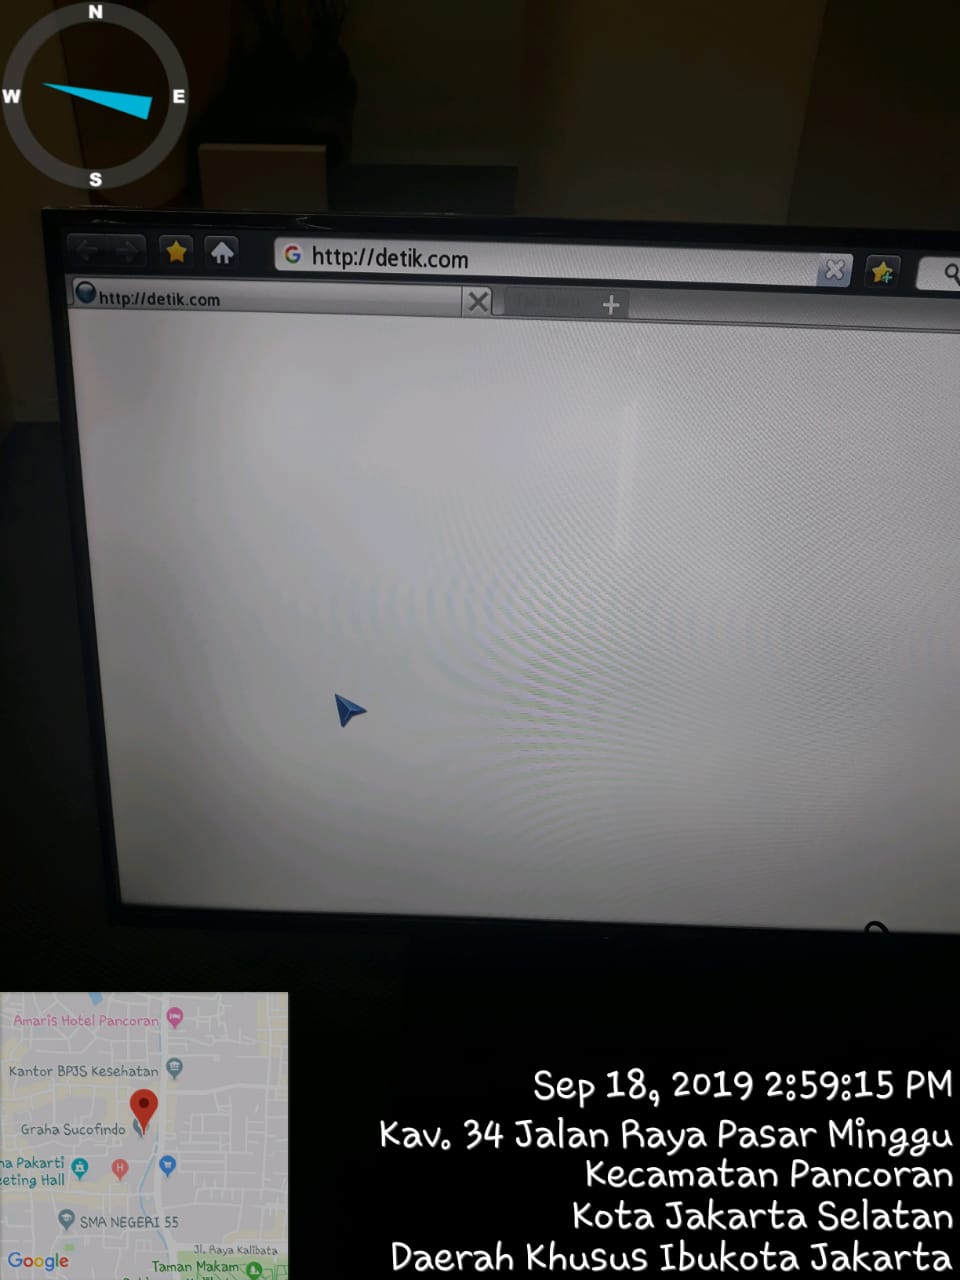 N
W E
S
http://detik.com
http://detik.com
Amaris Hotel Pancoran
Kantor BPJS Kesehatan
Graha Sucofindo
na Pakarti
eeting Hall
H
SMA NEGERI 55
Jl. Raya Kalibata
Google
Taman Makam
Sep 18, 2019 2:59:15 PM
Kav. 34 Jalan Raya Pasar Minggu
Kecamatan Pancoran
Kota Jakarta Selatan
Daerah Khusus Ibukota Jakarta